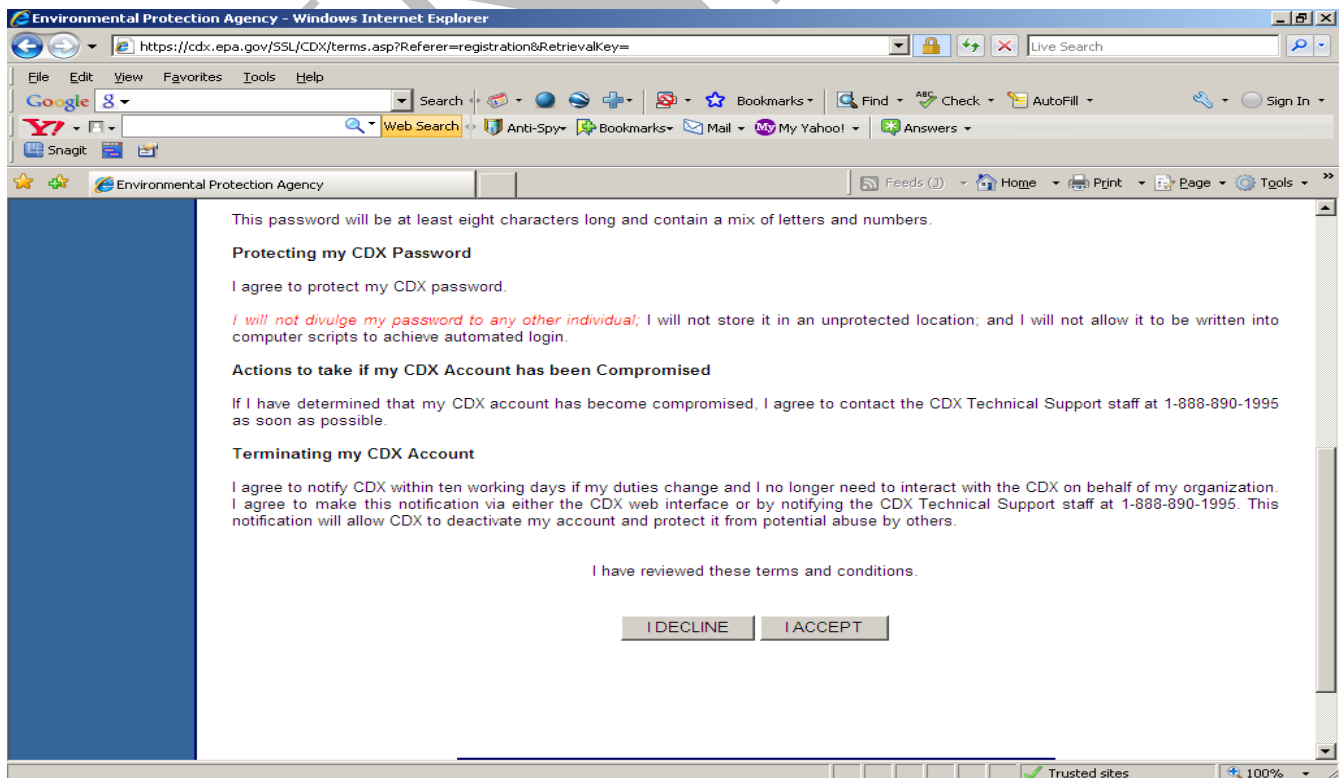 Environmental Protection Agency - Windows Internet Explorer
https://cdx.epa.gov/SSL/CDX/terms.asp?Referer=registration&RetrievalKey=
Live Search
File Edit View Favorites Tools Help
Google Search Bookmarks Find Check AutoFill Sign In
Y! Web Search Anti-Spy Bookmarks Mail My Yahoo! Answers
Snagit
Environmental Protection Agency Feeds (J) Home Print Page Tools »
This password will be at least eight characters long and contain a mix of letters and numbers.
Protecting my CDX Password
I agree to protect my CDX password.
I will not divulge my password to any other individual; I will not store it in an unprotected location; and I will not allow it to be written into
computer scripts to achieve automated login.
Actions to take if my CDX Account has been Compromised
If I have determined that my CDX account has become compromised, I agree to contact the CDX Technical Support staff at 1-888-890-1995
as soon as possible.
Terminating my CDX Account
I agree to notify CDX within ten working days if my duties change and I no longer need to interact with the CDX on behalf of my organization.
I agree to make this notification via either the CDX web interface or by notifying the CDX Technical Support staff at 1-888-890-1995. This
notification will allow CDX to deactivate my account and protect it from potential abuse by others.
I have reviewed these terms and conditions.
I DECLINE I ACCEPT
Trusted sites 100%